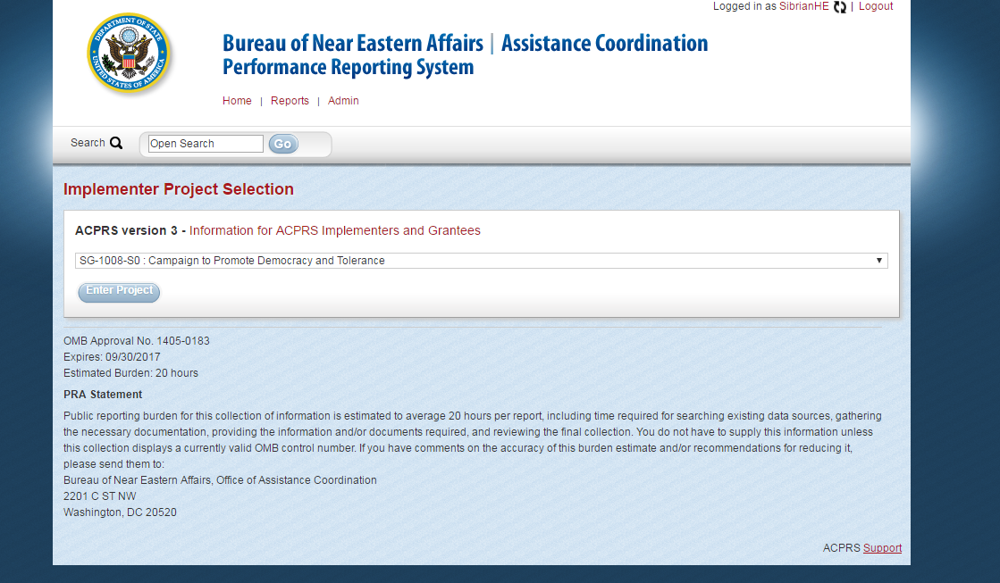 Logged in as SibrianHE | Logout
DEPARTMENT OF STATE
UNITED STATES OF AMERICA
Bureau of Near Eastern Affairs | Assistance Coordination
Performance Reporting System
Home | Reports | Admin
Search Open Search Go
Implementer Project Selection
ACPRS version 3 - Information for ACPRS Implementers and Grantees
SG-1008-S0 : Campaign to Promote Democracy and Tolerance
Enter Project
OMB Approval No. 1405-0183
Expires: 09/30/2017
Estimated Burden: 20 hours
PRA Statement
Public reporting burden for this collection of information is estimated to average 20 hours per report, including time required for searching existing data sources, gathering
the necessary documentation, providing the information and/or documents required, and reviewing the final collection. You do not have to supply this information unless
this collection displays a currently valid OMB control number. If you have comments on the accuracy of this burden estimate and/or recommendations for reducing it,
please send them to:
Bureau of Near Eastern Affairs, Office of Assistance Coordination
2201 C ST NW
Washington, DC 20520
ACPRS Support